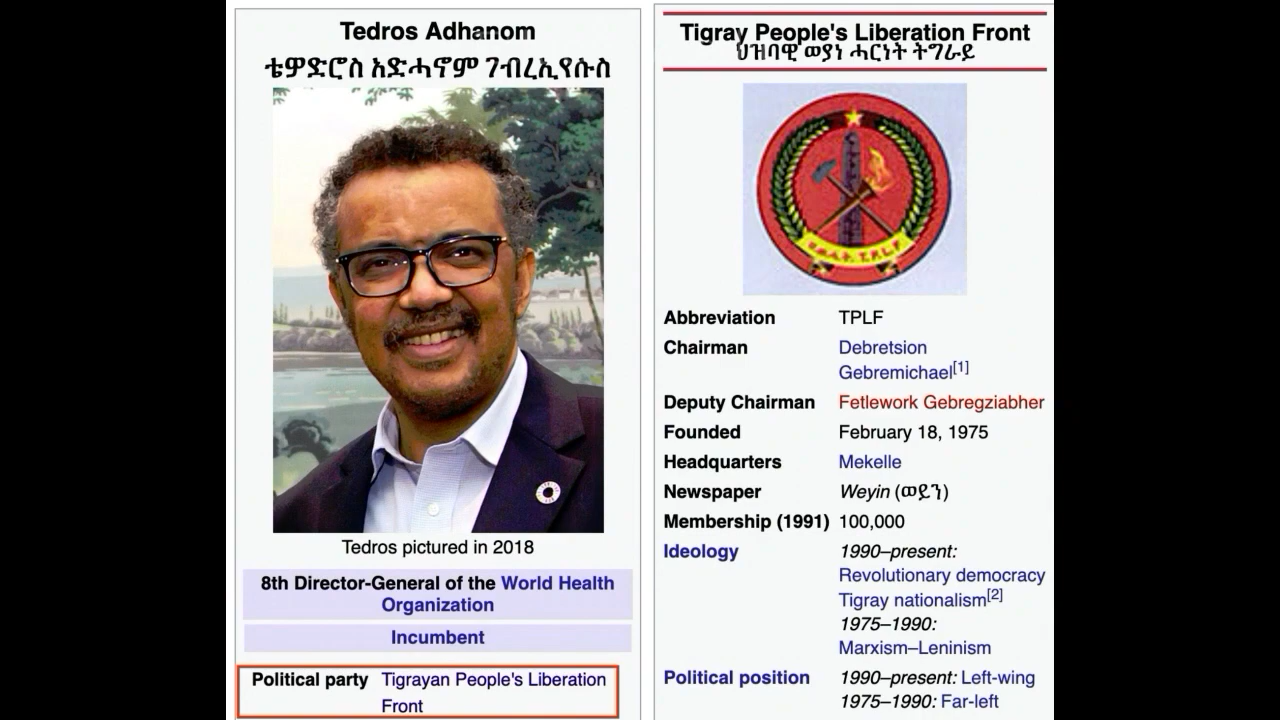 Tedros Adhanom
ቴዎድሮስ አድሓኖም ገብረኢየሱስ
Tedros pictured in 2018
8th Director-General of the World Health
Organization
Incumbent
Political party Tigrayan People's Liberation
Front
Tigray People's Liberation Front
ህዝባዊ ወያነ ሓርነት ትግራይ
Abbreviation TPLF
Chairman Debretsion
Gebremichael[1]
Deputy Chairman Fetlework Gebregziabher
Founded February 18, 1975
Headquarters Mekelle
Newspaper Weyin (ወይን)
Membership (1991) 100,000
Ideology 1990–present:
Revolutionary democracy
Tigray nationalism[2]
1975–1990:
Marxism–Leninism
Political position 1990–present: Left-wing
1975–1990: Far-left